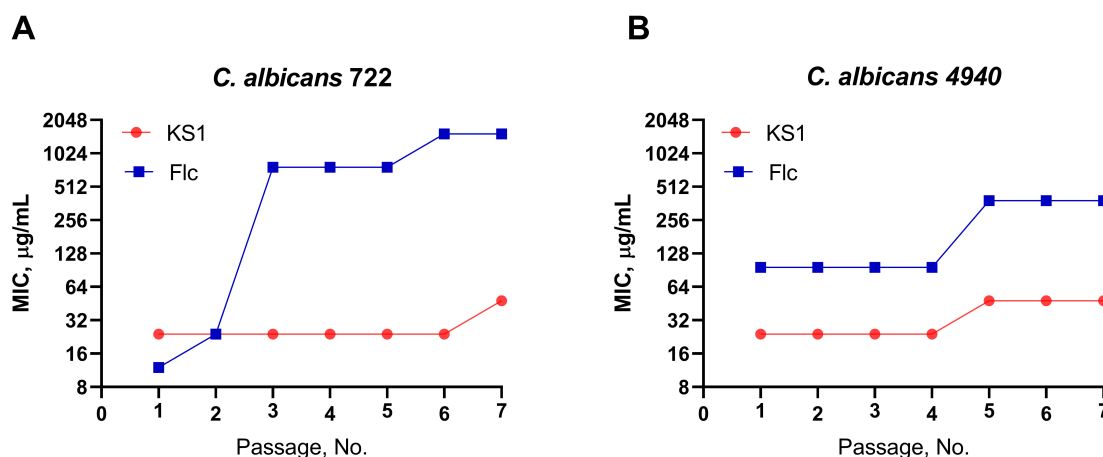 A
C. albicans 722
MIC, µg/mL
2048
1024
512
256
128
64
32
16
8
KS1
Flc
0 1 2 3 4 5 6 7
Passage, No.
B
C. albicans 4940
MIC, µg/mL
2048
1024
512
256
128
64
32
16
8
KS1
Flc
0 1 2 3 4 5 6 7
Passage, No.